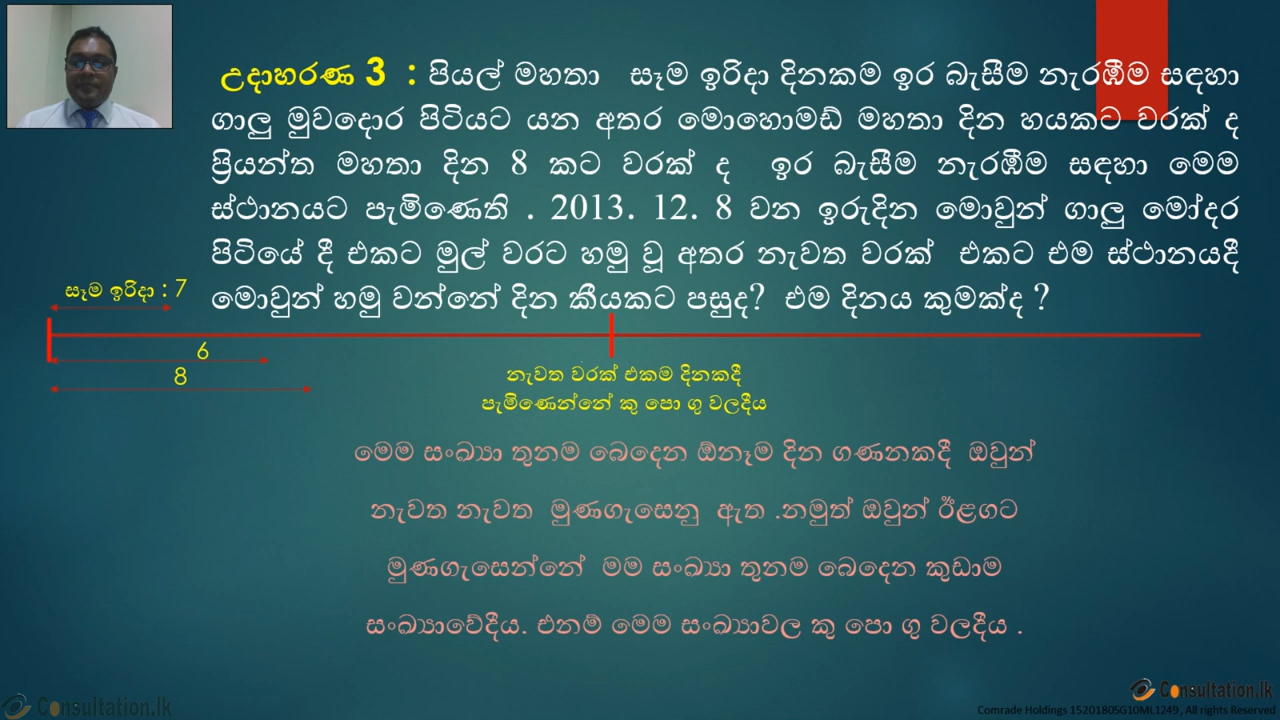 උදාහරණ 3 : පියල් මහතා සෑම ඉරිදා දිනකම ඉර බැසීම නැරඹීම සඳහා
ගාලු මුවදොර පිටියට යන අතර මොහොමඩ් මහතා දින හයකට වරක් ද
ප්‍රියන්ත මහතා දින 8 කට වරක් ද ඉර බැසීම නැරඹීම සඳහා මෙම
ස්ථානයට පැමිණෙති . 2013. 12. 8 වන ඉරුදින මොවුන් ගාලු මෝදර
පිටියේ දී එකට මුල් වරට හමු වූ අතර නැවත වරක් එකට එම ස්ථානයදී
මොවුන් හමු වන්නේ දින කීයකට පසුද? එම දිනය කුමක්ද ?
සෑම ඉරිදා : 7
6
8
නැවත වරක් එකම දිනකදී
පැමිණෙන්නේ කු පො ගු වලදීය
මෙම සංඛ්‍යා තුනම බෙදෙන ඕනෑම දින ගණනකදී ඔවුන්
නැවත නැවත මුණගැසෙනු ඇත .නමුත් ඔවුන් ඊළගට
මුණගැසෙන්නේ මම සංඛ්‍යා තුනම බෙදෙන කුඩාම
සංඛ්‍යාවේදීය. එනම් මෙම සංඛ්‍යාවල කු පො ගු වලදීය .
Consultation.lk
Consultation.lk
Comrade Holdings 15201805G10ML1249, All rights Reserved.